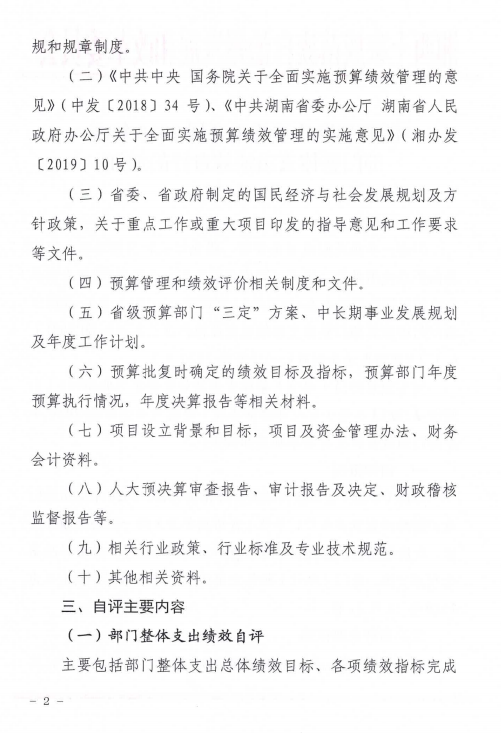 规和规章制度。
（二）《中共中央 国务院关于全面实施预算绩效管理的意
见》（中发〔2018〕34 号）、《中共湖南省委办公厅 湖南省人民
政府办公厅关于全面实施预算绩效管理的实施意见》（湘办发
〔2019〕10 号）。
（三）省委、省政府制定的国民经济与社会发展规划及方
针政策，关于重点工作或重大项目印发的指导意见和工作要求
等文件。
（四）预算管理和绩效评价相关制度和文件。
（五）省级预算部门“三定”方案、中长期事业发展规划
及年度工作计划。
（六）预算批复时确定的绩效目标及指标，预算部门年度
预算执行情况，年度决算报告等相关材料。
（七）项目设立背景和目标，项目及资金管理办法、财务
会计资料。
（八）人大预决算审查报告、审计报告及决定、财政稽核
监督报告等。
（九）相关行业政策、行业标准及专业技术规范。
（十）其他相关资料。
三、自评主要内容
（一）部门整体支出绩效自评
主要包括部门整体支出总体绩效目标、各项绩效指标完成
- 2 -